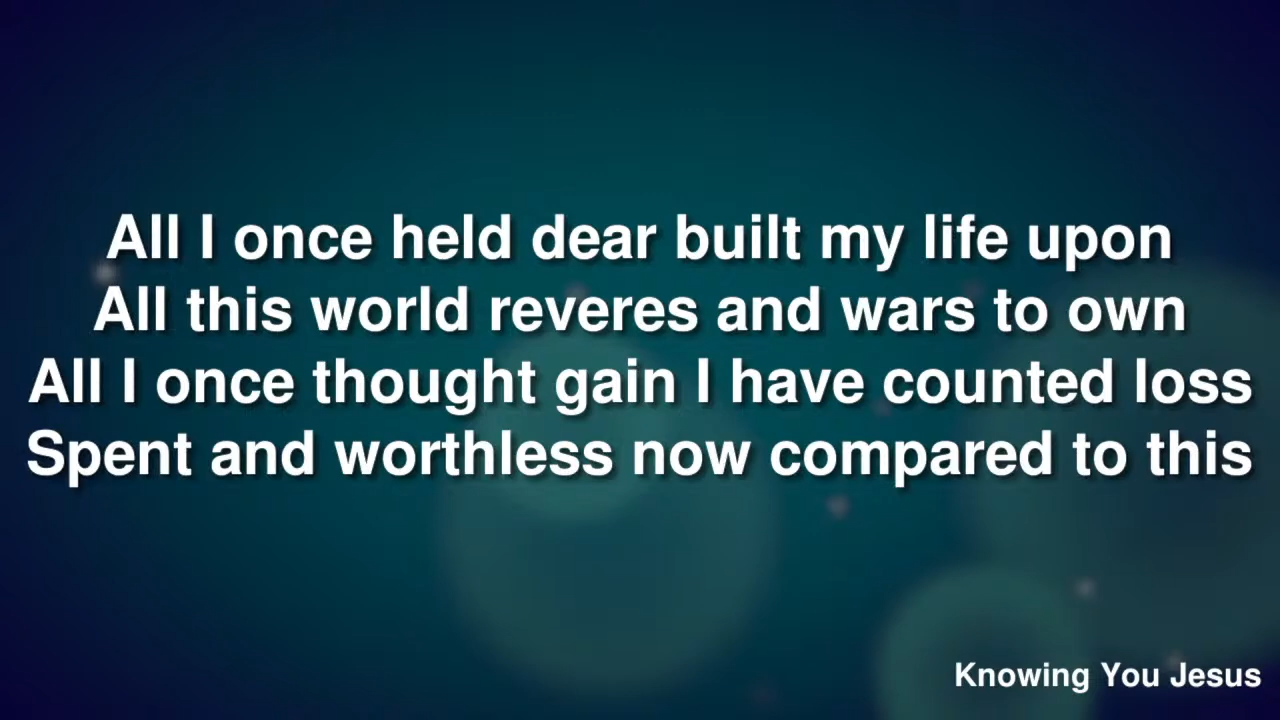 All I once held dear built my life upon
All this world reveres and wars to own
All I once thought gain I have counted loss
Spent and worthless now compared to this
Knowing You Jesus